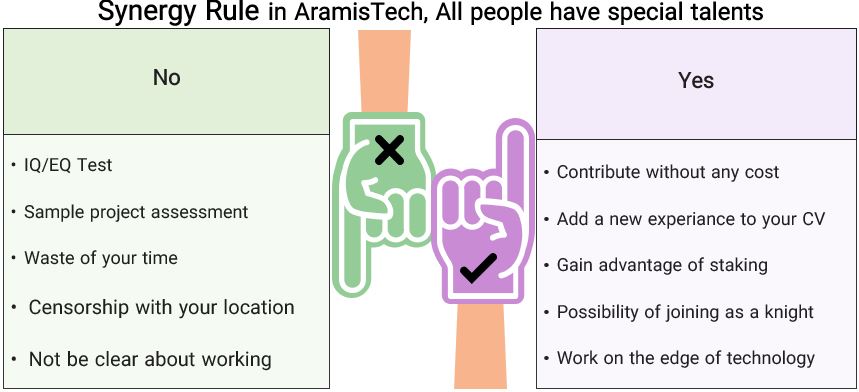 Synergy Rule in AramisTech, All people have special talents
No
• IQ/EQ Test
• Sample project assessment
• Waste of your time
• Censorship with your location
• Not be clear about working
Yes
• Contribute without any cost
• Add a new experiance to your CV
• Gain advantage of staking
• Possibility of joining as a knight
• Work on the edge of technology